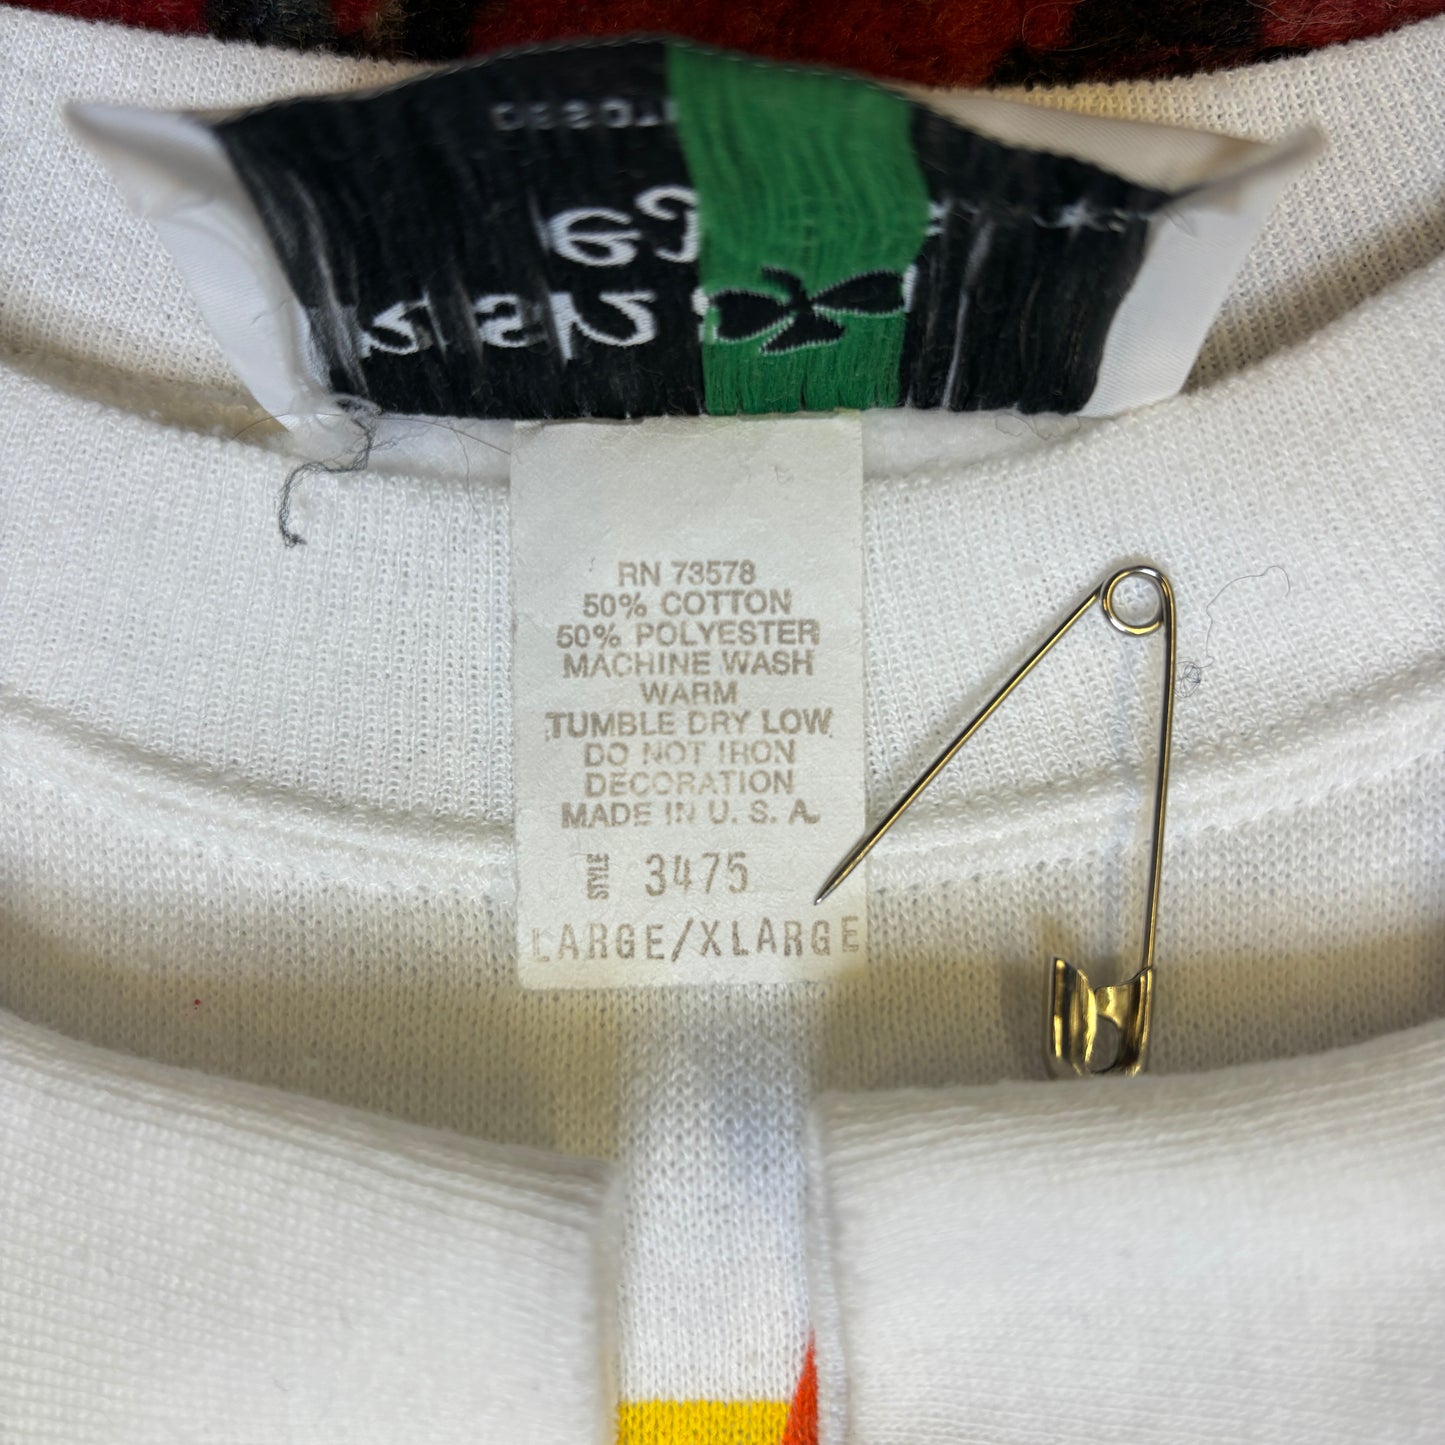 RN 73578
50% COTTON
50% POLYESTER
MACHINE WASH
WARM
TUMBLE DRY LOW
DO NOT IRON
DECORATION
MADE IN U. S. A.
STYLE 3475
LARGE/XLARGE